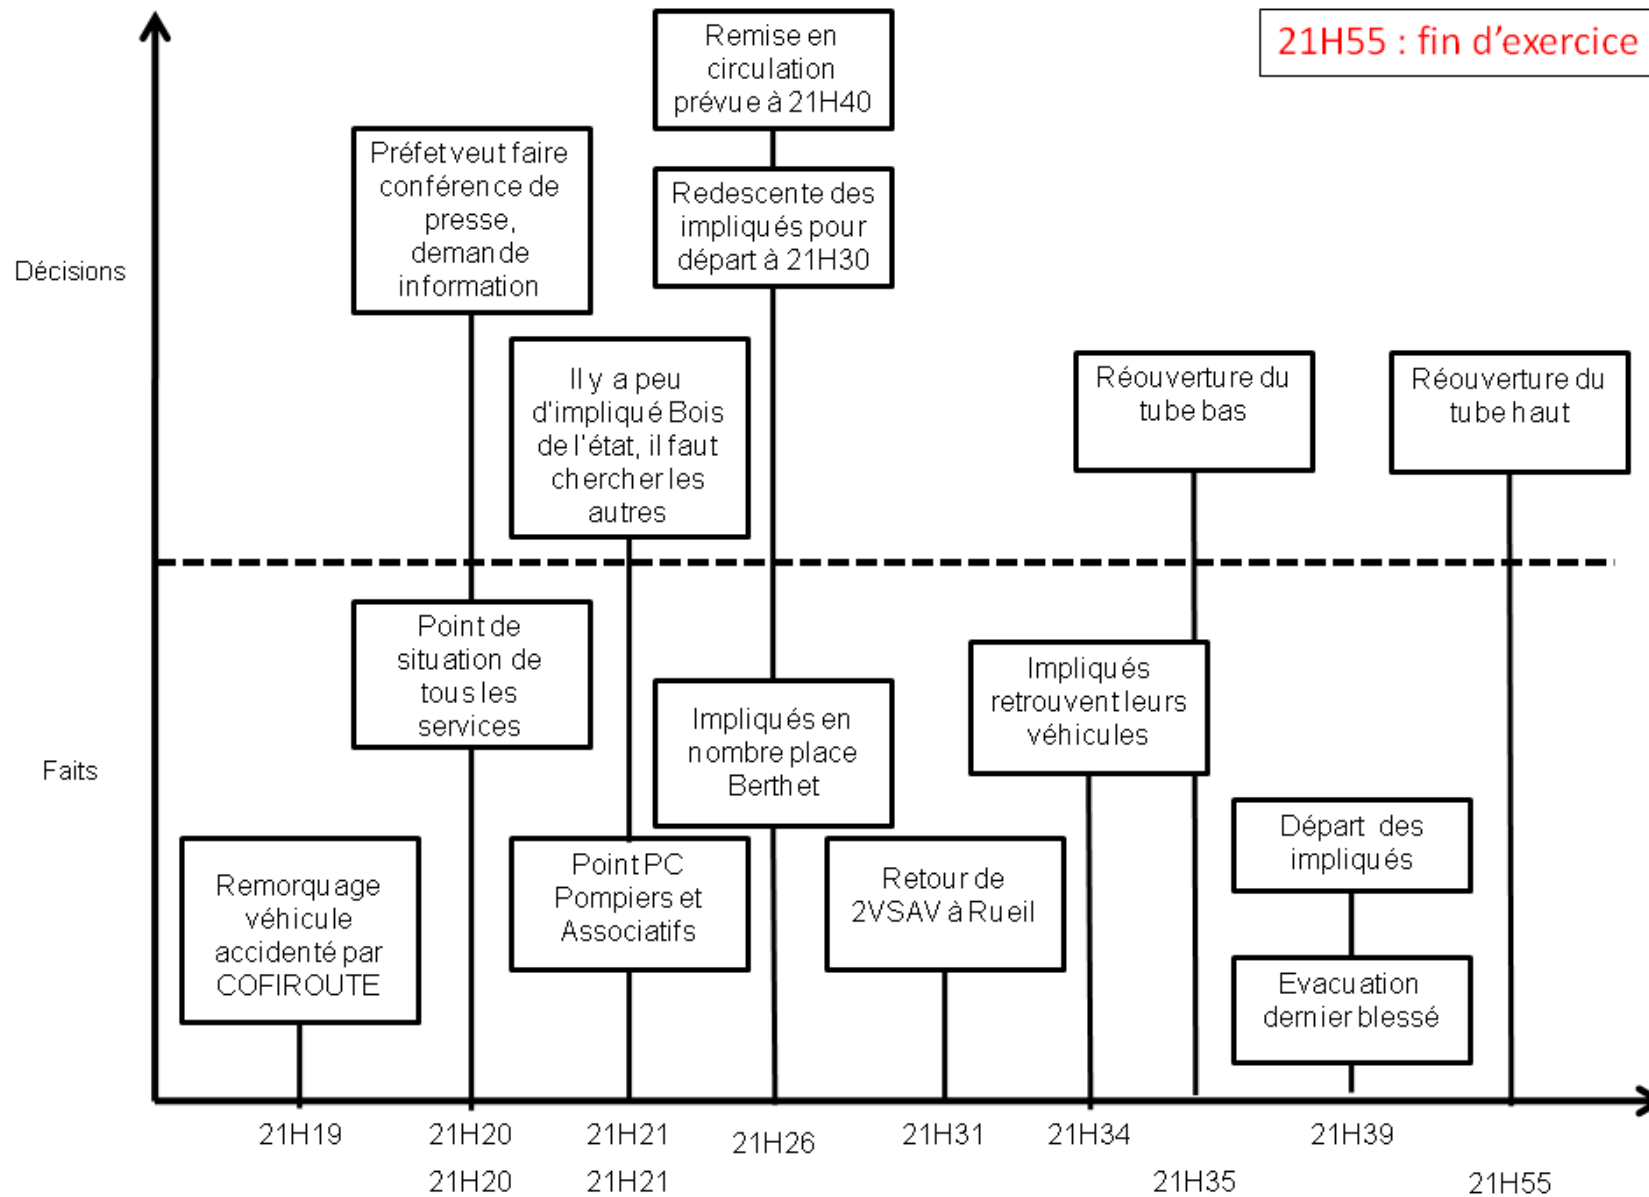 21H55 : fin d'exercice
Remise en
circulation
prévue à 21H40
Préfet veut faire
conférence de
presse,
demande
information
Redescente des
impliqués pour
départ à 21H30
Décisions
Il y a peu
d'impliqué Bois
de l'état, il faut
chercher les
autres
Réouverture du
tube bas
Réouverture du
tube haut
Point de
situation de
tous les
services
Impliqués en
nombre place
Berthet
Impliqués
retrouvent leurs
véhicules
Faits
Remorquage
véhicule
accidenté par
COFIROUTE
Point PC
Pompiers et
Associatifs
Retour de
2VSAV à Rueil
Départ des
impliqués
Evacuation
dernier blessé
21H19
21H20
21H21
21H26
21H31
21H34
21H39
21H20
21H21
21H35
21H55